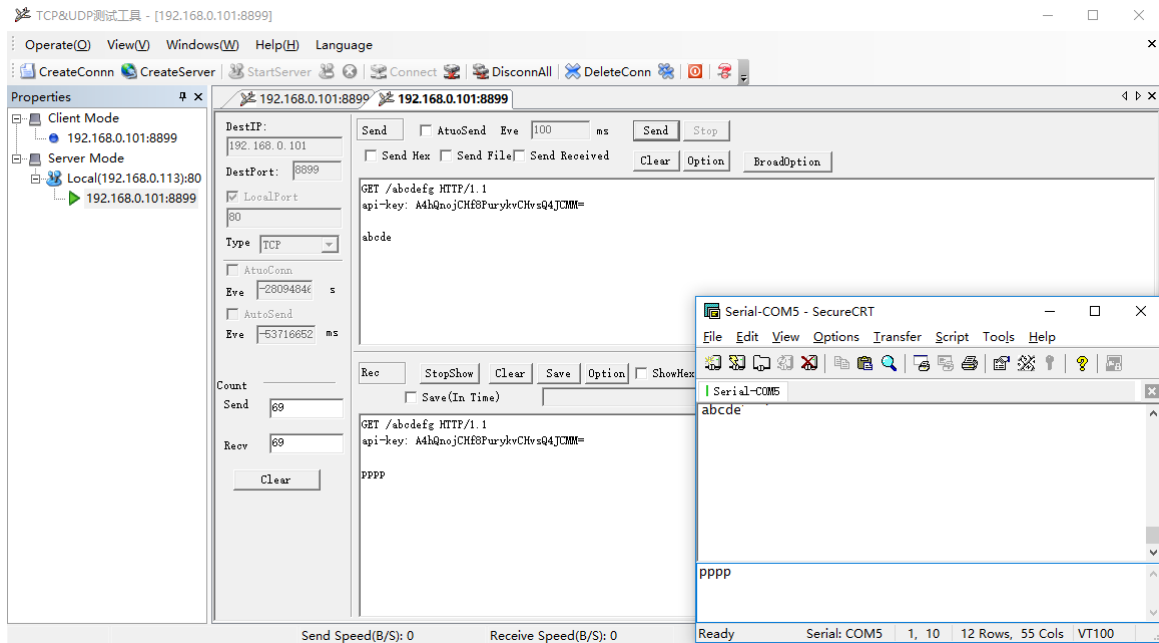 TCP&UDP测试工具 - [192.168.0.101:8899]
Operate(O) View(V) Windows(W) Help(H) Language
CreateConnn CreateServer StartServer Connect DisconnAll DeleteConn
Properties
Client Mode
192.168.0.101:8899
Server Mode
Local(192.168.0.113):80
192.168.0.101:8899
192.168.0.101:8899 192.168.0.101:8899
DestIP:
192.168.0.101
DestPort: 8899
LocalPort
80
Type TCP
AtuoConn
Eve -28094846 s
AutoSend
Eve -53716652 ms
Count
Send 69
Recv 69
Clear
Send AtuoSend Eve 100 ms Send Stop
Send Hex Send File Send Received Clear Option BroadOption
GET /abcdefg HTTP/1.1
api-key: A4hQnojCHf8PurykvCHvsQ4JCMM=
abcde
Rec StopShow Clear Save Option ShowHex
Save(In Time)
GET /abcdefg HTTP/1.1
api-key: A4hQnojCHf8PurykvCHvsQ4JCMM=
pppp
Send Speed(B/S): 0 Receive Speed(B/S): 0
Serial-COM5 - SecureCRT
File Edit View Options Transfer Script Tools Help
Serial-COM5
abcde
pppp
Ready Serial: COM5 1, 10 12 Rows, 55 Cols VT100